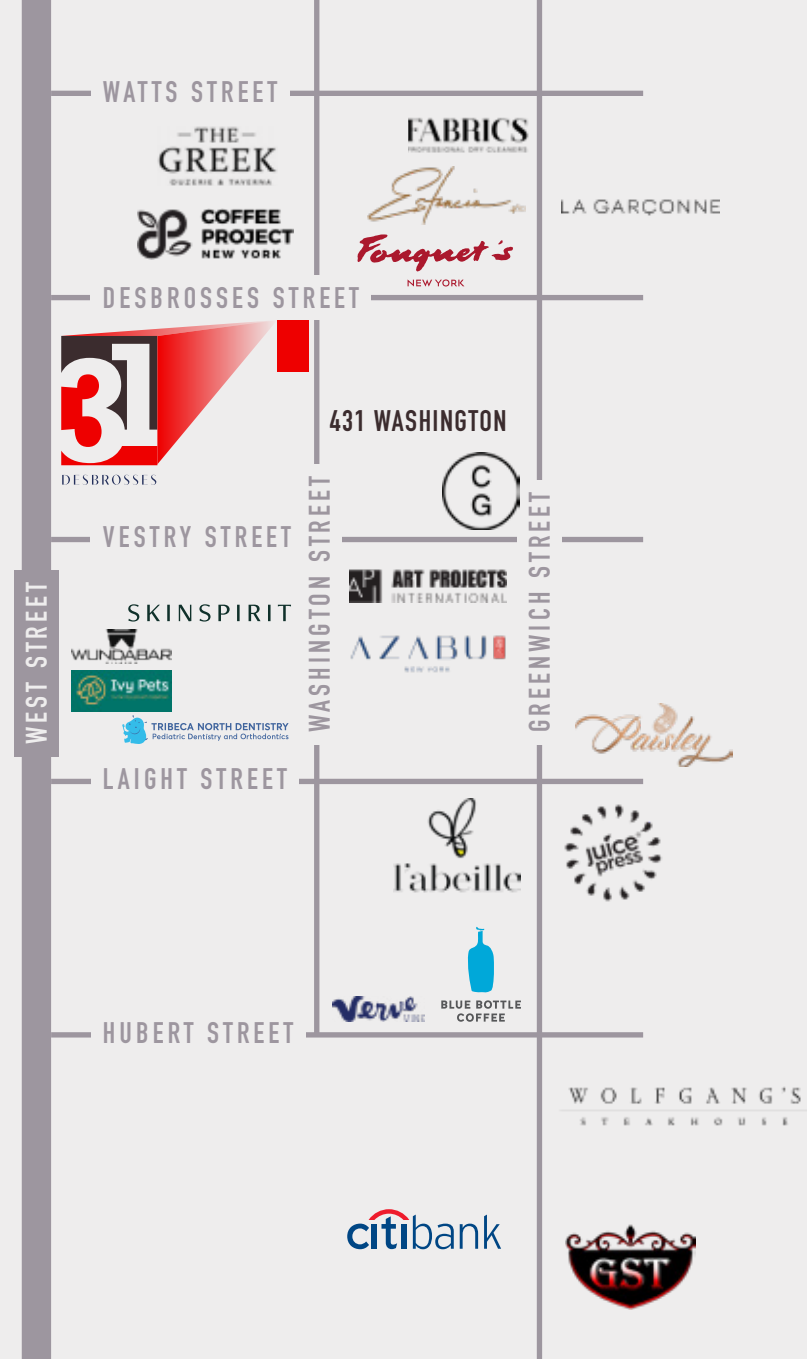 WATTS STREET
THE
GREEK
OUZERIE & TAVERNA
FABRICS
PROFESSIONAL DRY CLEANERS
Estancia
LA GARÇONNE
COFFEE
PROJECT
NEW YORK
Fouquet's
NEW YORK
DESBROSSES STREET
31
DESBROSSES
431 WASHINGTON
C
G
VESTRY STREET
WASHINGTON STREET
GREENWICH STREET
WEST STREET
API
ART PROJECTS
INTERNATIONAL
SKINSPIRIT
WUNDABAR
AZABU
NEW YORK
Ivy Pets
TRIBECA NORTH DENTISTRY
Pediatric Dentistry and Orthodontics
Paisley
LAIGHT STREET
l'abeille
juice
press
Verve
WINE
BLUE BOTTLE
COFFEE
HUBERT STREET
WOLFGANG'S
STEAKHOUSE
citibank
GST